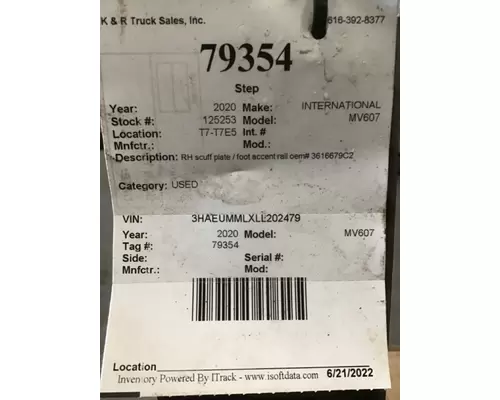 K & R Truck Sales, Inc. 616-392-8377
79354
Step
Year: 2020 Make: INTERNATIONAL
Stock #: 125253 Model: MV607
Location: T7-T7E5 Int. #
Mnfctr.: Mod.:
Description: RH scuff plate / foot accent rail oem# 3616679C2
Category: USED
VIN: 3HAEUMMLXLL202479
Year: 2020 Model: MV607
Tag #: 79354
Side: Serial #:
Mnfctr.: Mod:
Location
Inventory Powered By ITrack - www.isoftdata.com 6/21/2022